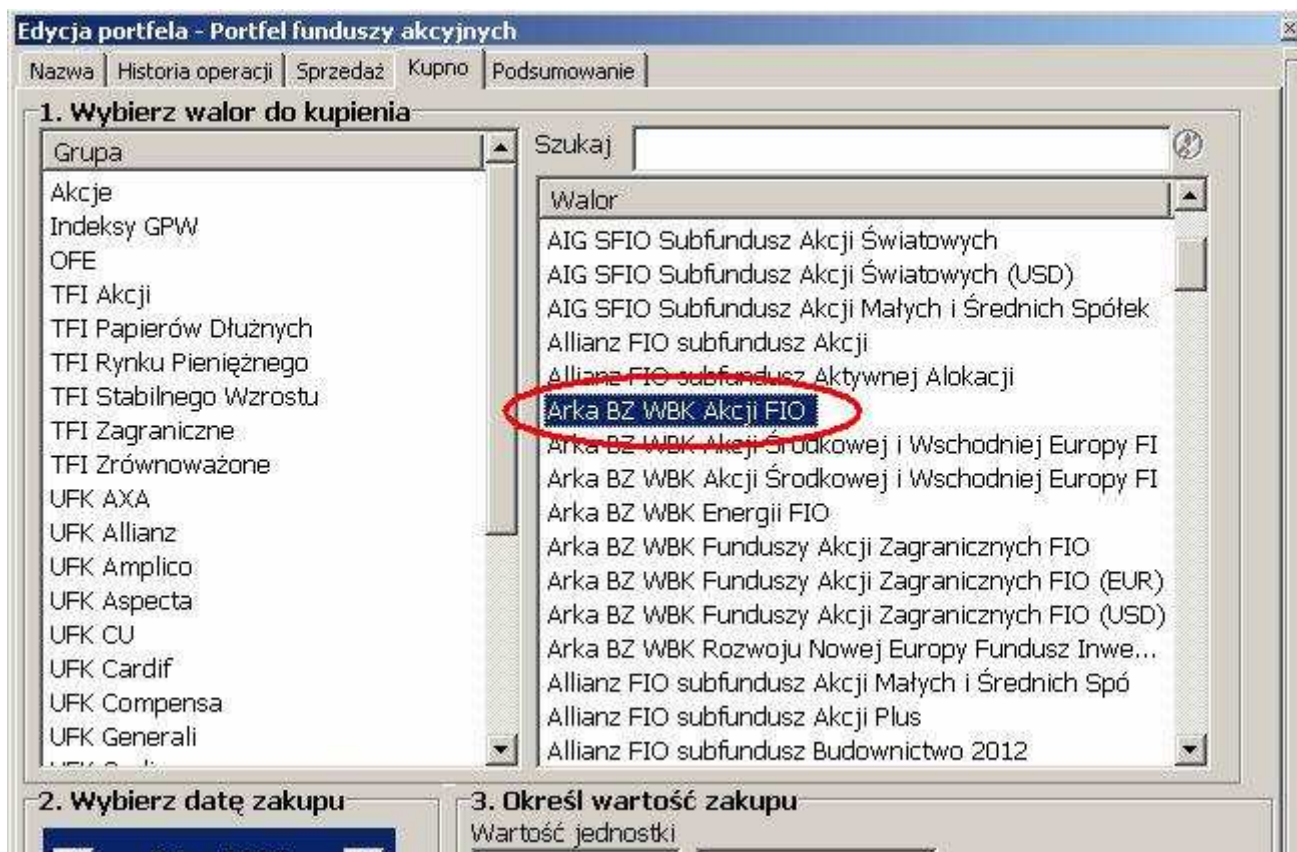 Edycja portfela - Portfel funduszy akcyjnych
Nazwa Historia operacji Sprzedaż Kupno Podsumowanie
1. Wybierz walor do kupienia
Grupa
Akcje
Indeksy GPW
OFE
TFI Akcji
TFI Papierów Dłużnych
TFI Rynku Pieniężnego
TFI Stabilnego Wzrostu
TFI Zagraniczne
TFI Zrównoważone
UFK AXA
UFK Allianz
UFK Amplico
UFK Aspecta
UFK CU
UFK Cardif
UFK Compensa
UFK Generali
Szukaj
Walor
AIG SFIO Subfundusz Akcji Światowych
AIG SFIO Subfundusz Akcji Światowych (USD)
AIG SFIO Subfundusz Akcji Małych i Średnich Spółek
Allianz FIO subfundusz Akcji
Allianz FIO subfundusz Aktywnej Alokacji
Arka BZ WBK Akcji FIO
Arka BZ WBK Akcji Środkowej i Wschodniej Europy FI
Arka BZ WBK Akcji Środkowej i Wschodniej Europy FI
Arka BZ WBK Energii FIO
Arka BZ WBK Funduszy Akcji Zagranicznych FIO
Arka BZ WBK Funduszy Akcji Zagranicznych FIO (EUR)
Arka BZ WBK Funduszy Akcji Zagranicznych FIO (USD)
Arka BZ WBK Rozwoju Nowej Europy Fundusz Inwe...
Allianz FIO subfundusz Akcji Małych i Średnich Spó
Allianz FIO subfundusz Akcji Plus
Allianz FIO subfundusz Budownictwo 2012
2. Wybierz datę zakupu
3. Określ wartość zakupu
Wartość jednostki